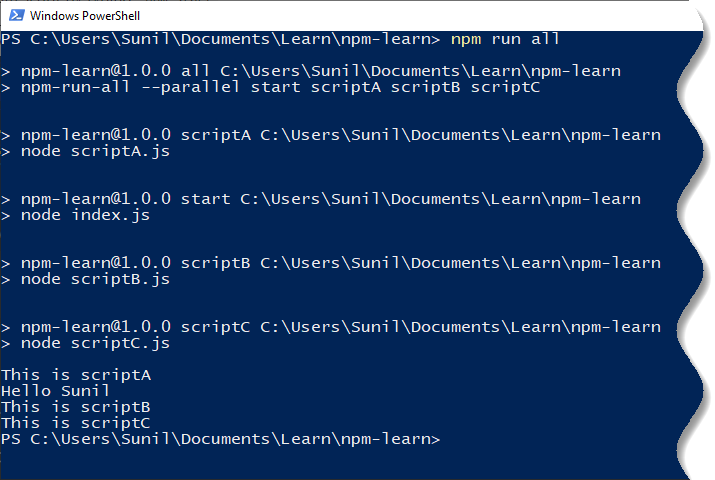 Windows PowerShell
PS C:\Users\Sunil\Documents\Learn\npm-learn> npm run all
> npm-learn@1.0.0 all C:\Users\Sunil\Documents\Learn\npm-learn
> npm-run-all --parallel start scriptA scriptB scriptC
> npm-learn@1.0.0 scriptA C:\Users\Sunil\Documents\Learn\npm-learn
> node scriptA.js
> npm-learn@1.0.0 start C:\Users\Sunil\Documents\Learn\npm-learn
> node index.js
> npm-learn@1.0.0 scriptB C:\Users\Sunil\Documents\Learn\npm-learn
> node scriptB.js
> npm-learn@1.0.0 scriptC C:\Users\Sunil\Documents\Learn\npm-learn
> node scriptC.js
This is scriptA
Hello Sunil
This is scriptB
This is scriptC
PS C:\Users\Sunil\Documents\Learn\npm-learn>